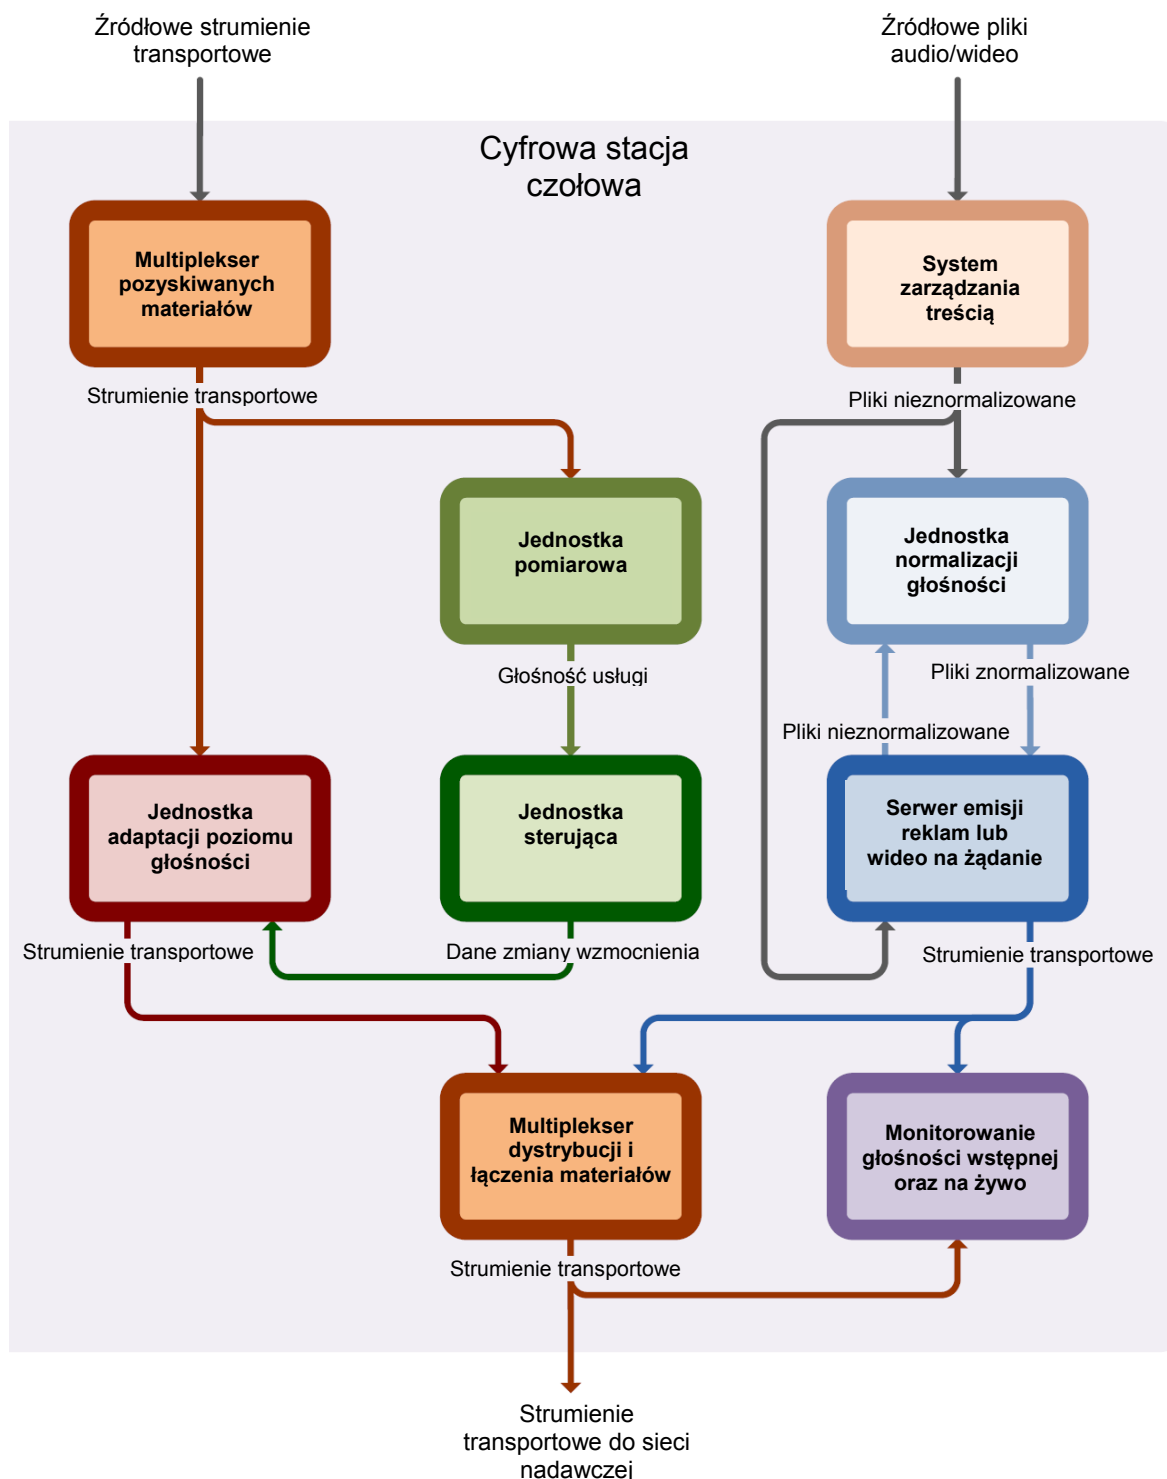 Źródłowe strumienie
transportowe
Źródłowe pliki
audio/wideo
Cyfrowa stacja
czołowa
Multiplekser
pozyskiwanych
materiałów
System
zarządzania
treścią
Strumienie transportowe
Pliki nieznormalizowane
Jednostka
pomiarowa
Jednostka
normalizacji
głośności
Głośność usługi
Pliki znormalizowane
Pliki nieznormalizowane
Jednostka
adaptacji poziomu
głośności
Jednostka
sterująca
Serwer emisji
reklam lub
wideo na żądanie
Strumienie transportowe
Dane zmiany wzmocnienia
Strumienie transportowe
Multiplekser
dystrybucji i
łączenia materiałów
Monitorowanie
głośności wstępnej
oraz na żywo
Strumienie transportowe
Strumienie
transportowe do sieci
nadawczej